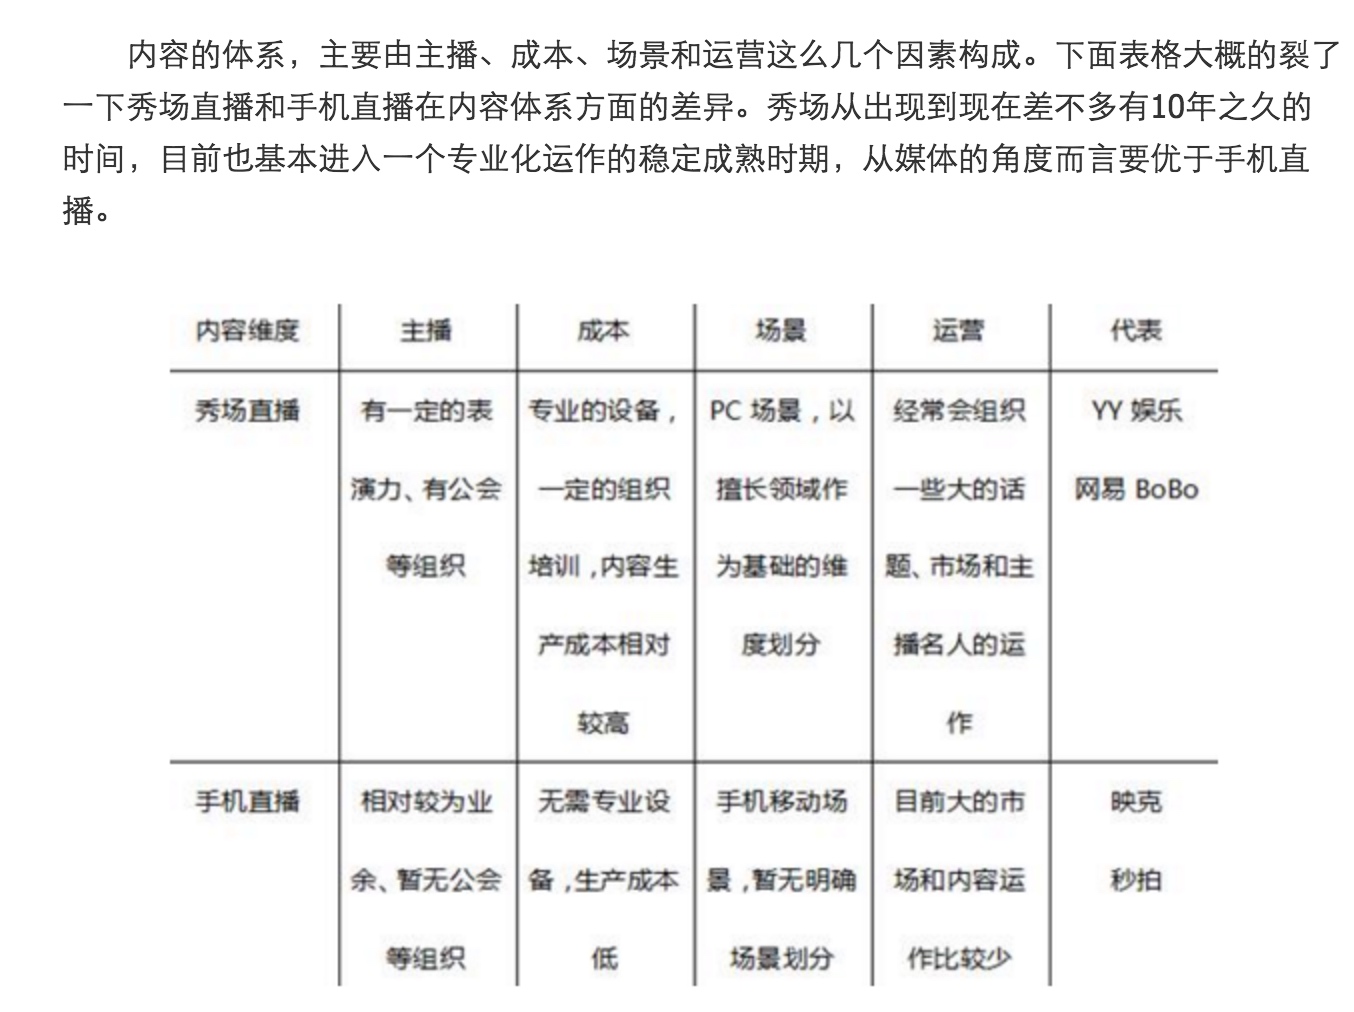 内容的体系，主要由主播、成本、场景和运营这么几个因素构成。下面表格大概的裂了
一下秀场直播和手机直播在内容体系方面的差异。秀场从出现到现在差不多有10年之久的
时间，目前也基本进入一个专业化运作的稳定成熟时期，从媒体的角度而言要优于手机直
播。
内容维度 主播 成本 场景 运营 代表
秀场直播 有一定的表 专业的设备， PC 场景，以 经常会组织 YY 娱乐
演力、有公会 一定的组织 擅长领域作 一些大的话 网易 BoBo
等组织 培训，内容生 为基础的维 题、市场和主
产成本相对 度划分 播名人的运
较高 作
手机直播 相对较为业 无需专业设 手机移动场 目前大的市 映克
余、暂无公会 备，生产成本 景，暂无明确 场和内容运 秒拍
等组织 低 场景划分 作比较少